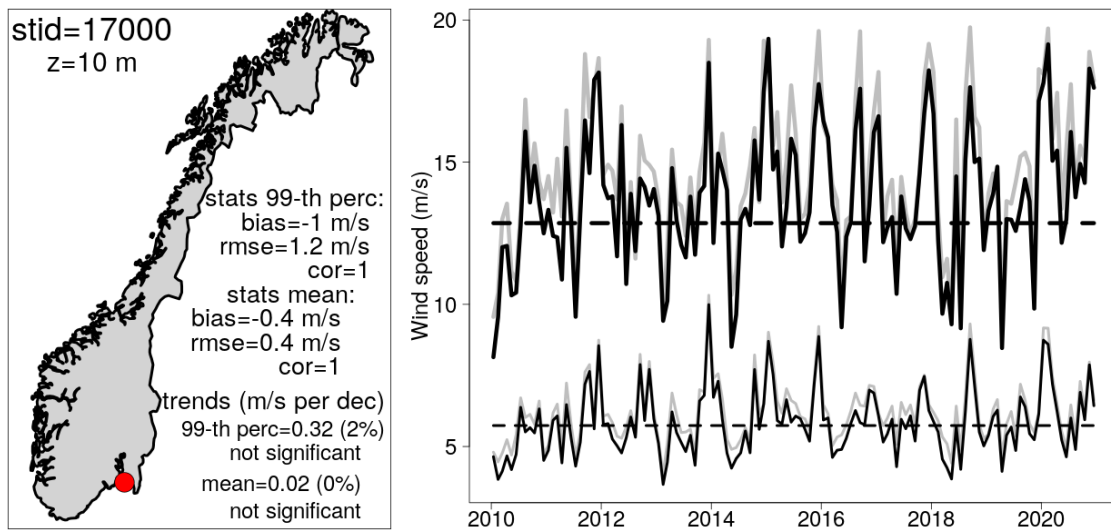 stid=17000
z=10 m
stats 99-th perc:
bias=-1 m/s
rmse=1.2 m/s
cor=1
stats mean:
bias=-0.4 m/s
rmse=0.4 m/s
cor=1
trends (m/s per dec)
99-th perc=0.32 (2%)
not significant
mean=0.02 (0%)
not significant
Wind speed (m/s)
20
15
10
5
2010 2012 2014 2016 2018 2020